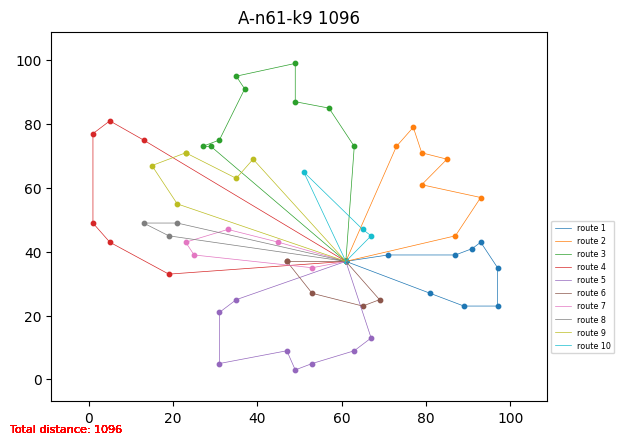 A-n61-k9 1096
100
80
60
40
20
0
0 20 40 60 80 100
route 1
route 2
route 3
route 4
route 5
route 6
route 7
route 8
route 9
route 10
Total distance: 1096